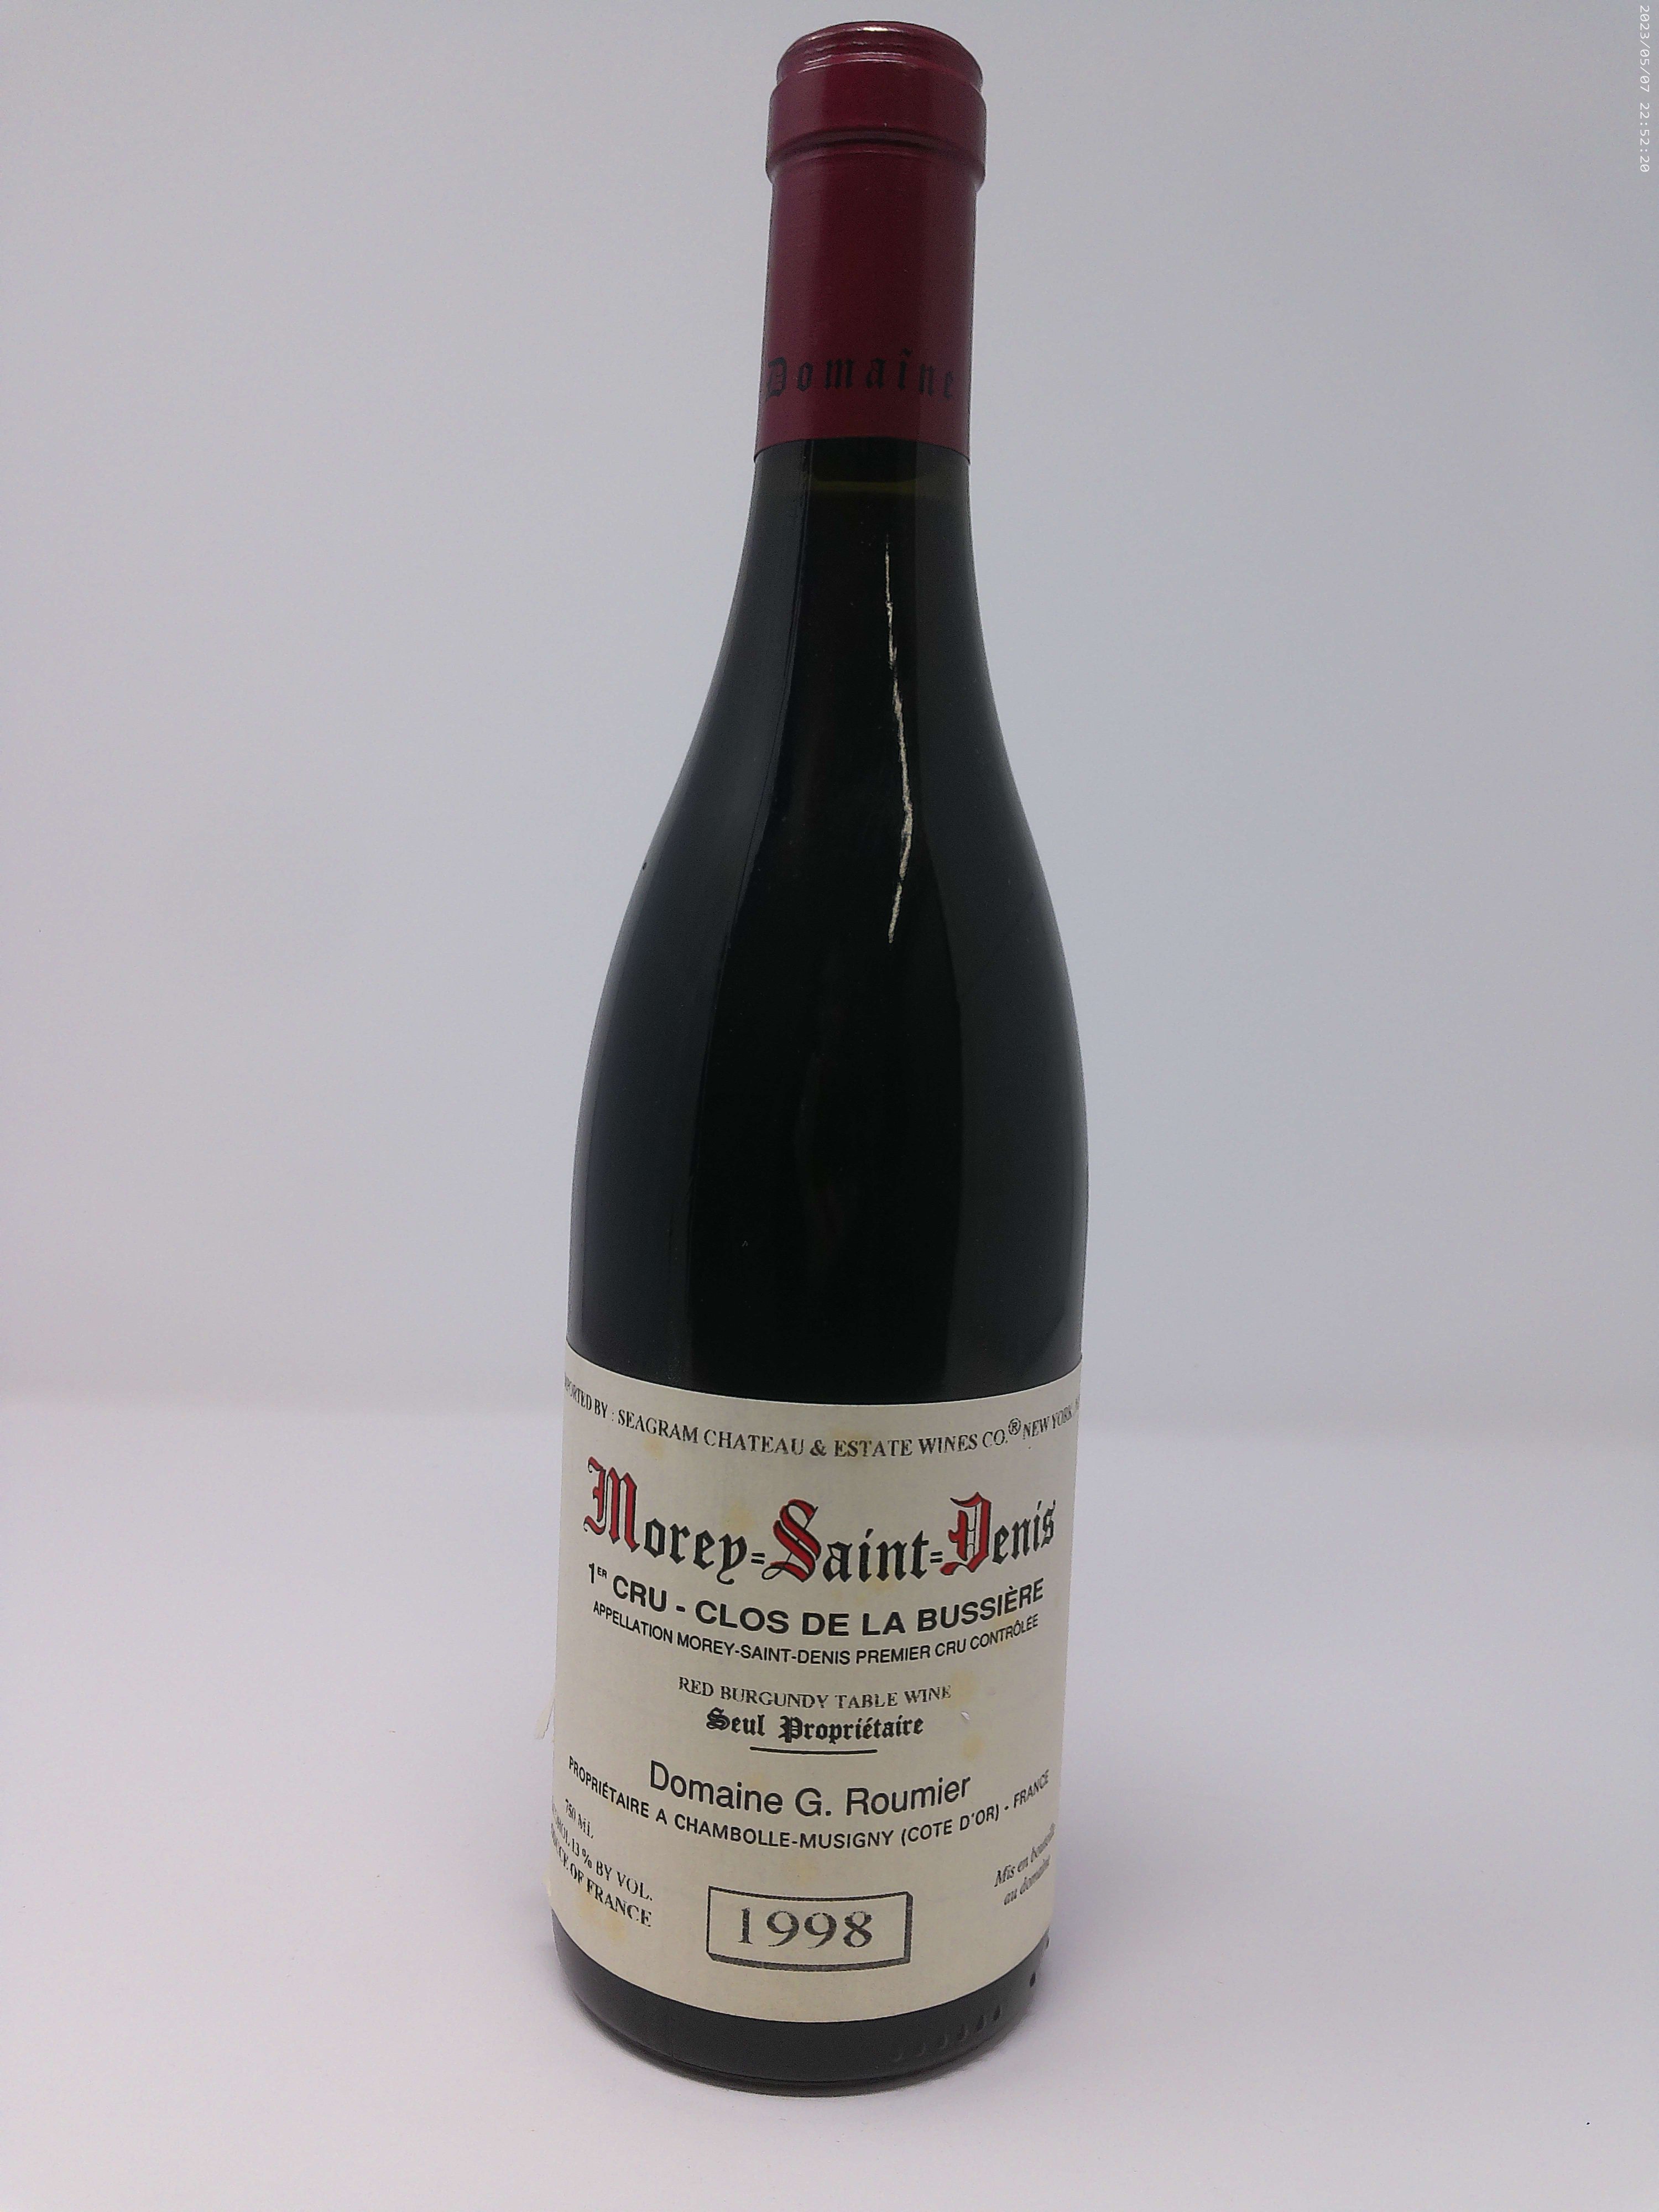 2023/05/07 22:52:20
Domaine
BY : SEAGRAM CHATEAU & ESTATE WINES CO.® NEW YORK
Morey-Saint-Denis
1ER CRU - CLOS DE LA BUSSIÈRE
APPELLATION MOREY-SAINT-DENIS PREMIER CRU CONTRÔLÉE
RED BURGUNDY TABLE WINE
Seul Propriétaire
Domaine G. Roumier
PROPRIÉTAIRE A CHAMBOLLE-MUSIGNY (COTE D'OR) - FRANCE
750 ML
13 % BY VOL.
OF FRANCE
Mis en
au domaine
1998